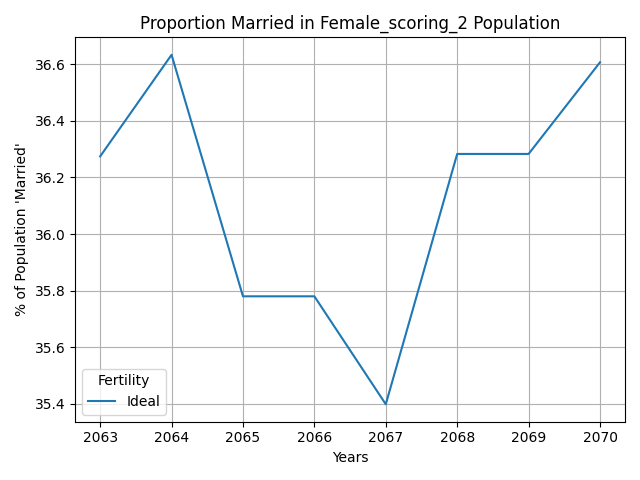 Proportion Married in Female_scoring_2 Population
% of Population 'Married'
36.6
36.4
36.2
36.0
35.8
35.6
35.4
Fertility
Ideal
2063 2064 2065 2066 2067 2068 2069 2070
Years